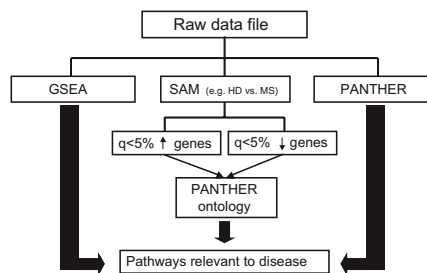 Raw data file
GSEA
SAM (e.g. HD vs. MS)
PANTHER
q<5% ↑ genes
q<5% ↓ genes
PANTHER
ontology
Pathways relevant to disease